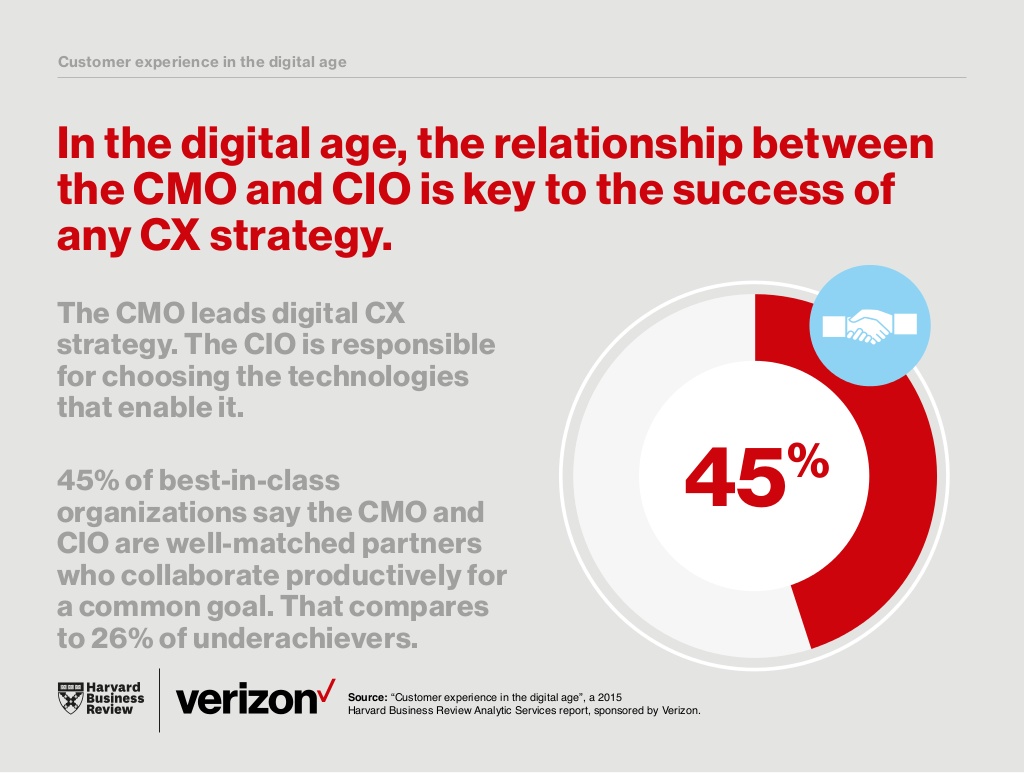 Customer experience in the digital age
In the digital age, the relationship between
the CMO and CIO is key to the success of
any CX strategy.
The CMO leads digital CX
strategy. The CIO is responsible
for choosing the technologies
that enable it.
45% of best-in-class
organizations say the CMO and
CIO are well-matched partners
who collaborate productively for
a common goal. That compares
to 26% of underachievers.
45%
Harvard
Business
Review
verizon
Source: “Customer experience in the digital age”, a 2015
Harvard Business Review Analytic Services report, sponsored by Verizon.